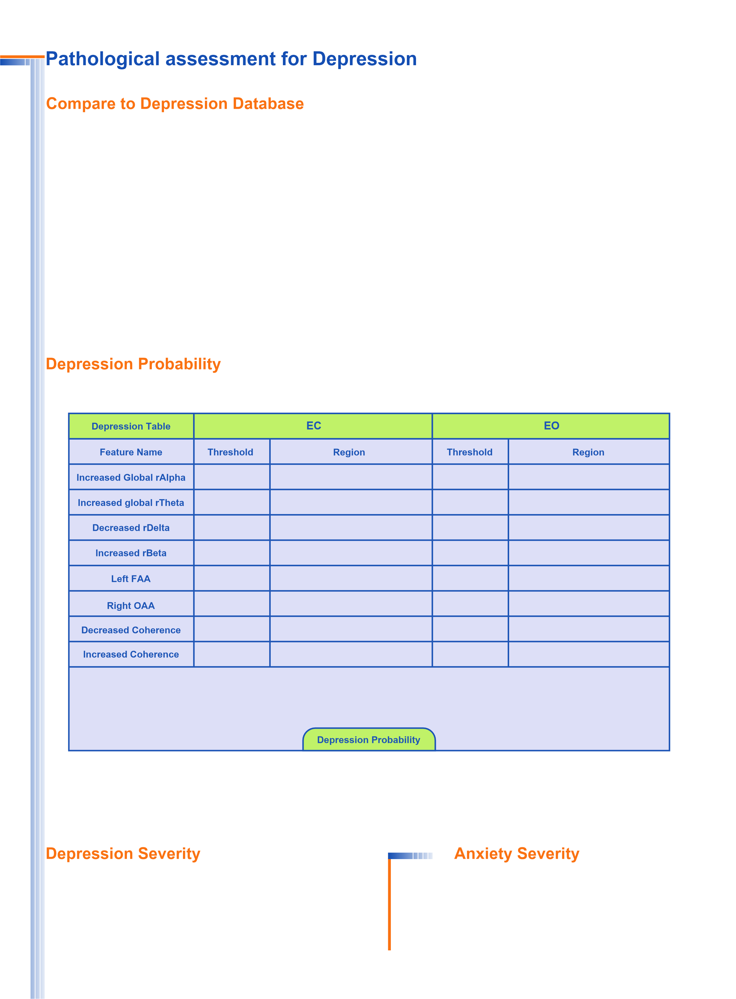 Pathological assessment for Depression
Compare to Depression Database
Depression Probability
Depression Table EC EO
Feature Name Threshold Region Threshold Region
Increased Global rAlpha
Increased global rTheta
Decreased rDelta
Increased rBeta
Left FAA
Right OAA
Decreased Coherence
Increased Coherence
Depression Probability
Depression Severity Anxiety Severity